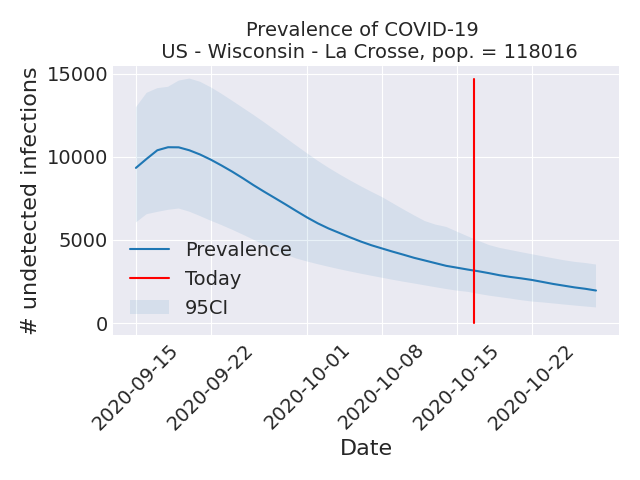 Prevalence of COVID-19
US - Wisconsin - La Crosse, pop. = 118016
# undetected infections
15000
10000
5000
0
Prevalence
Today
95CI
2020-09-15
2020-09-22
2020-10-01
2020-10-08
2020-10-15
2020-10-22
Date